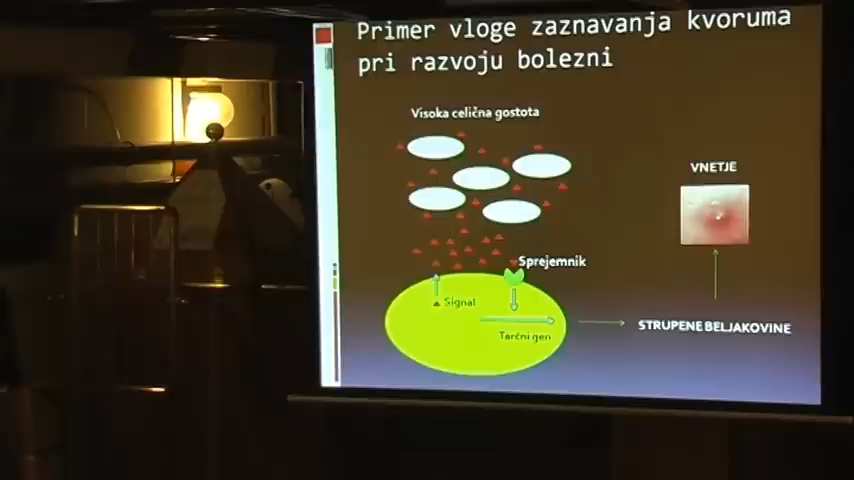 Primer vloge zaznavanja kvoruma
pri razvoju bolezni
Visoka celična gostota
VNETJE
Sprejemnik
Signal
Tarčni gen
STRUPENE BELJAKOVINE